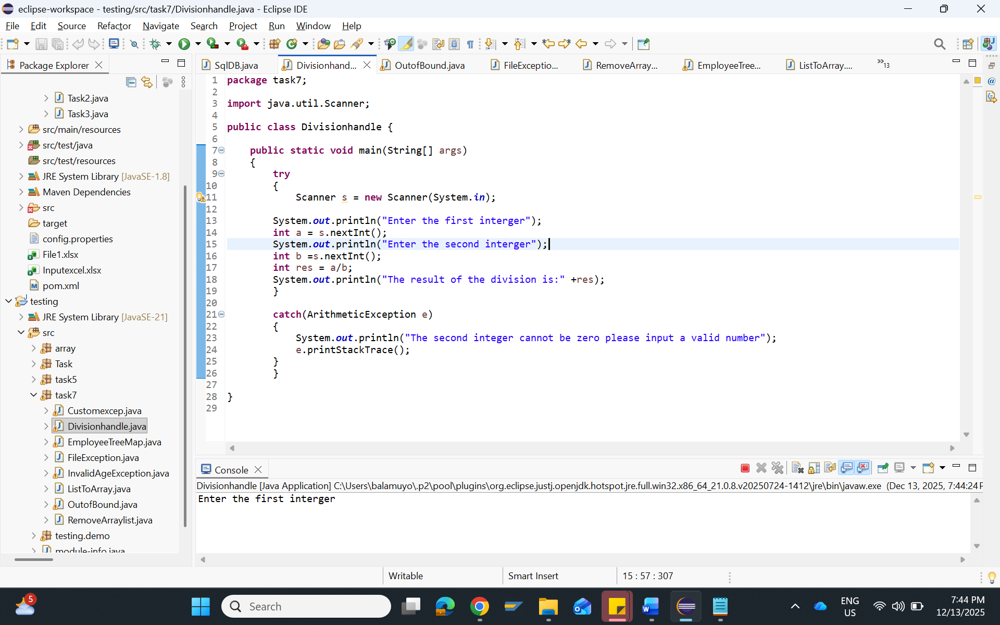 eclipse-workspace - testing/src/task7/Divisionhandle.java - Eclipse IDE
File Edit Source Refactor Navigate Search Project Run Window Help
Package Explorer
SqlDB.java Divisionhand... OutofBound.java FileExceptio... RemoveArray... EmployeeTree... ListToArray.... »13
Task2.java
Task3.java
src/main/resources
src/test/java
src/test/resources
JRE System Library [JavaSE-1.8]
Maven Dependencies
src
target
config.properties
File1.xlsx
Inputexcel.xlsx
pom.xml
testing
JRE System Library [JavaSE-21]
src
array
Task
task5
task7
Customexcep.java
Divisionhandle.java
EmployeeTreeMap.java
FileException.java
InvalidAgeException.java
ListToArray.java
OutofBound.java
RemoveArraylist.java
testing.demo
module-info.java
1 package task7;
2
3 import java.util.Scanner;
4
5 public class Divisionhandle {
6
7 public static void main(String[] args)
8 {
9 try
10 {
11 Scanner s = new Scanner(System.in);
12
13 System.out.println("Enter the first interger");
14 int a = s.nextInt();
15 System.out.println("Enter the second interger");
16 int b =s.nextInt();
17 int res = a/b;
18 System.out.println("The result of the division is:" +res);
19 }
20
21 catch(ArithmeticException e)
22 {
23 System.out.println("The second integer cannot be zero please input a valid number");
24 e.printStackTrace();
25 }
26 }
27
28 }
29
Console
Divisionhandle [Java Application] C:\Users\balamuyo\.p2\pool\plugins\org.eclipse.justj.openjdk.hotspot.jre.full.win32.x86_64_21.0.8.v20250724-1412\jre\bin\javaw.exe (Dec 13, 2025, 7:44:24 P
Enter the first interger
Writable Smart Insert 15 : 57 : 307
5
Search
ENG
US
7:44 PM
12/13/2025